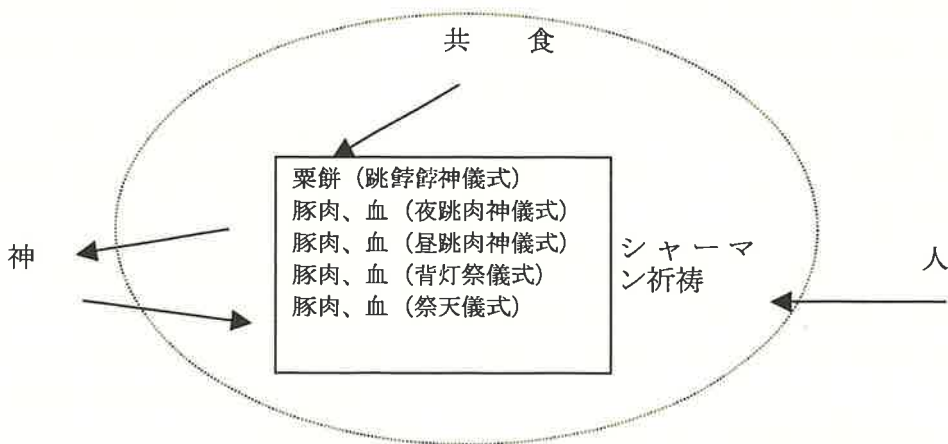 共　食
粟餅（跳餑餑神儀式）
豚肉、血（夜跳肉神儀式）
豚肉、血（昼跳肉神儀式）
豚肉、血（背灯祭儀式）
豚肉、血（祭天儀式）
神
シャーマ
ン祈祷
人